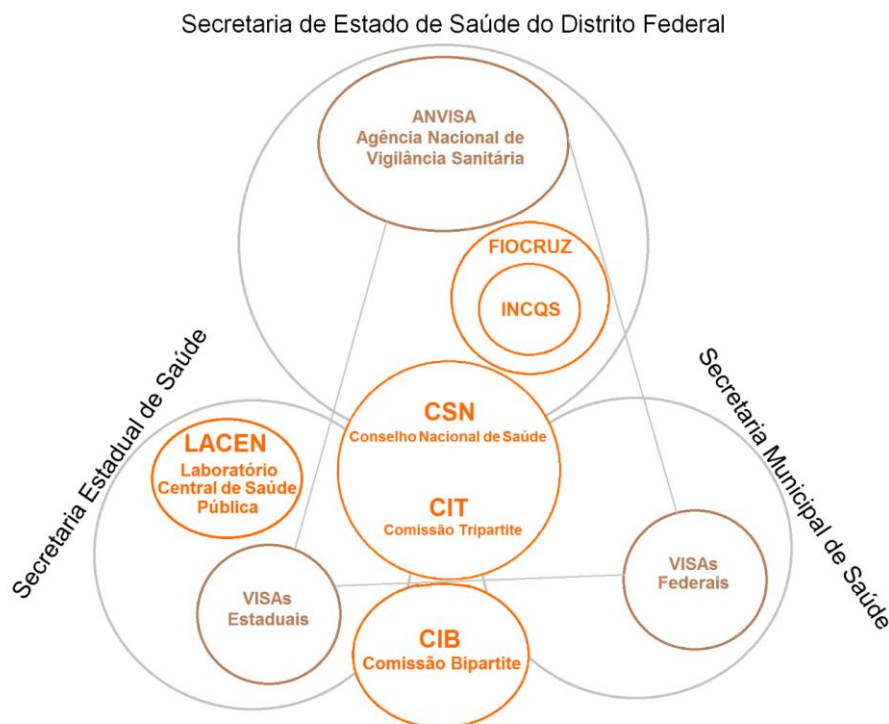 Secretaria de Estado de Saúde do Distrito Federal
ANVISA
Agência Nacional de
Vigilância Sanitária
FIOCRUZ
INCQS
Secretaria Estadual de Saúde
Secretaria Municipal de Saúde
CSN
Conselho Nacional de Saúde
LACEN
Laboratório
Central de Saúde
Pública
CIT
Comissão Tripartite
VISAs
Federais
VISAs
Estaduais
CIB
Comissão Bipartite